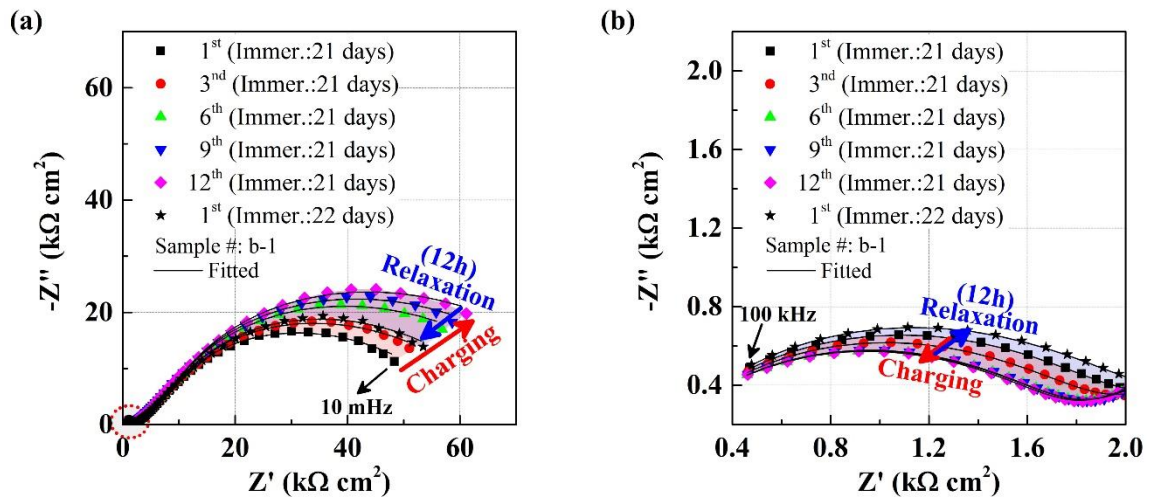 (a)
60
40
20
0
-Z'' (kΩ cm²)
1st (Immer.:21 days)
3nd (Immer.:21 days)
6th (Immer.:21 days)
9th (Immer.:21 days)
12th (Immer.:21 days)
1st (Immer.:22 days)
Sample #: b-1
Fitted
(12h)
Relaxation
Charging
10 mHz
0 20 40 60
Z' (kΩ cm²)
(b)
2.0
1.6
1.2
0.8
0.4
-Z'' (kΩ cm²)
1st (Immer.:21 days)
3nd (Immer.:21 days)
6th (Immer.:21 days)
9th (Immer.:21 days)
12th (Immer.:21 days)
1st (Immer.:22 days)
Sample #: b-1
Fitted
(12h)
Relaxation
100 kHz
Charging
0.4 0.8 1.2 1.6 2.0
Z' (kΩ cm²)